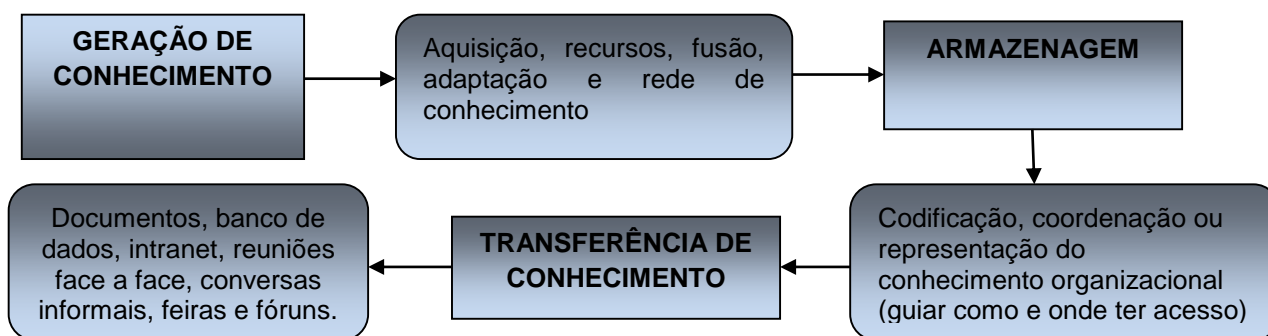 GERAÇÃO DE
CONHECIMENTO
Aquisição, recursos, fusão,
adaptação e rede de
conhecimento
ARMAZENAGEM
Codificação, coordenação ou
representação do
conhecimento organizacional
(guiar como e onde ter acesso)
TRANSFERÊNCIA DE
CONHECIMENTO
Documentos, banco de
dados, intranet, reuniões
face a face, conversas
informais, feiras e fóruns.